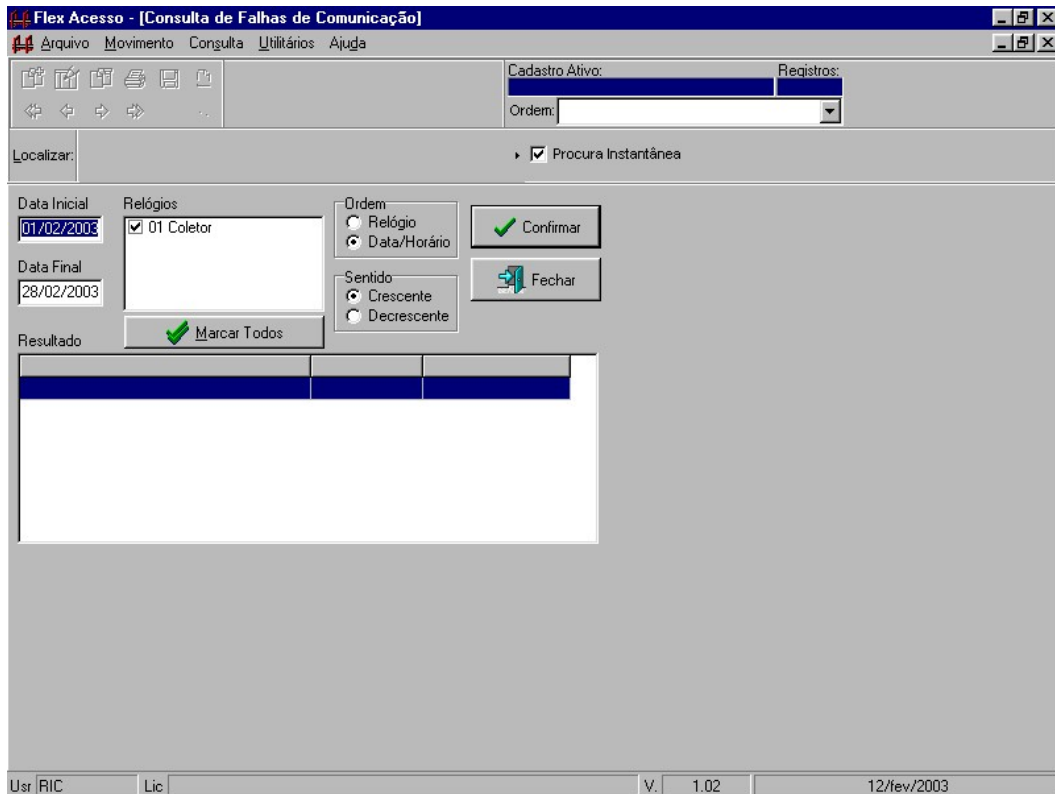 Flex Acesso - [Consulta de Falhas de Comunicação]
Arquivo Movimento Consulta Utilitários Ajuda
Cadastro Ativo: Registros:
Ordem:
Localizar:
Procura Instantânea
Data Inicial
01/02/2003
Data Final
28/02/2003
Relógios
01 Coletor
Marcar Todos
Ordem
Relógio
Data/Horário
Sentido
Crescente
Decrescente
Confirmar
Fechar
Resultado
Usr RIC Lic V. 1.02 12/fev/2003